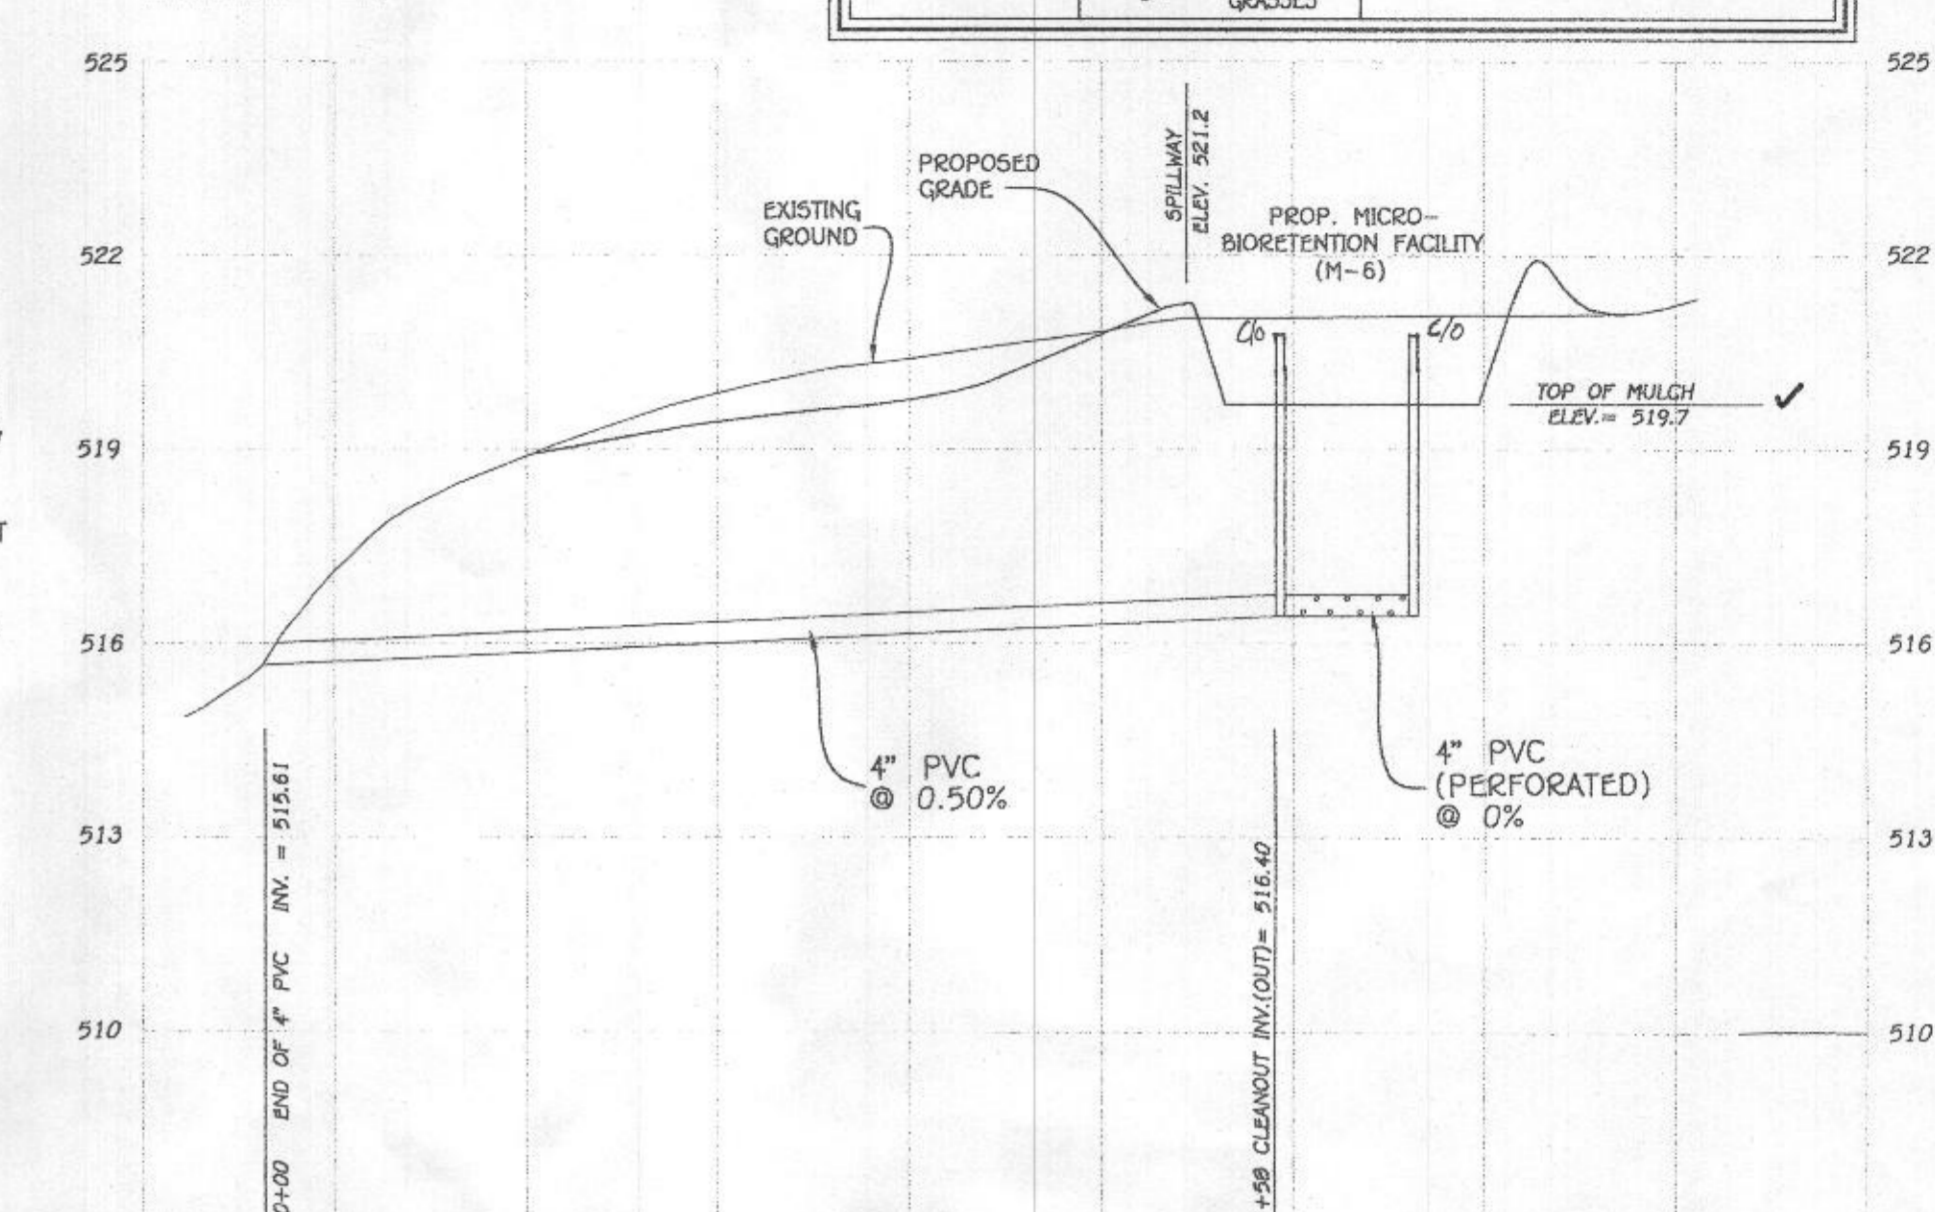 GRASSES
525
525
SPILLWAY
ELEV. 521.2
PROPOSED
GRADE
EXISTING
GROUND
PROP. MICRO-
BIORETENTION FACILITY
(M-6)
522
522
C/O
C/O
TOP OF MULCH
ELEV.= 519.7
519
519
516
516
4" PVC
@ 0.50%
4" PVC
(PERFORATED)
@ 0%
513
513
510
510
0+00 END OF 4" PVC INV. = 515.61
+58 CLEANOUT INV.(OUT)= 516.40